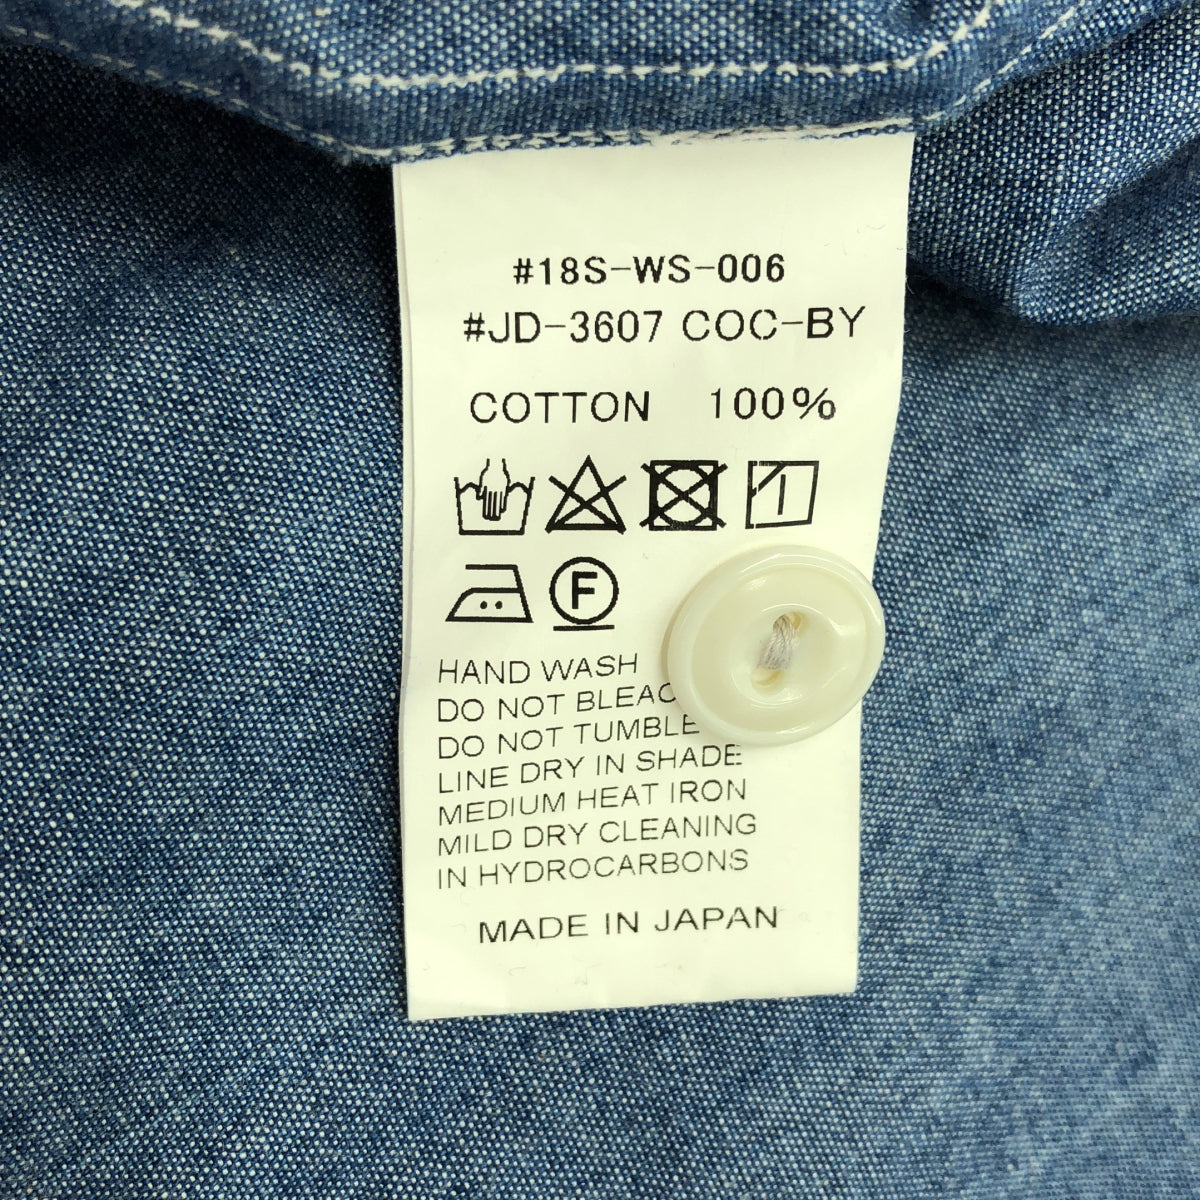 #18S-WS-006
#JD-3607 COC-BY
COTTON 100%
F
HAND WASH
DO NOT BLEAC
DO NOT TUMBLE
LINE DRY IN SHADE
MEDIUM HEAT IRON
MILD DRY CLEANING
IN HYDROCARBONS
MADE IN JAPAN